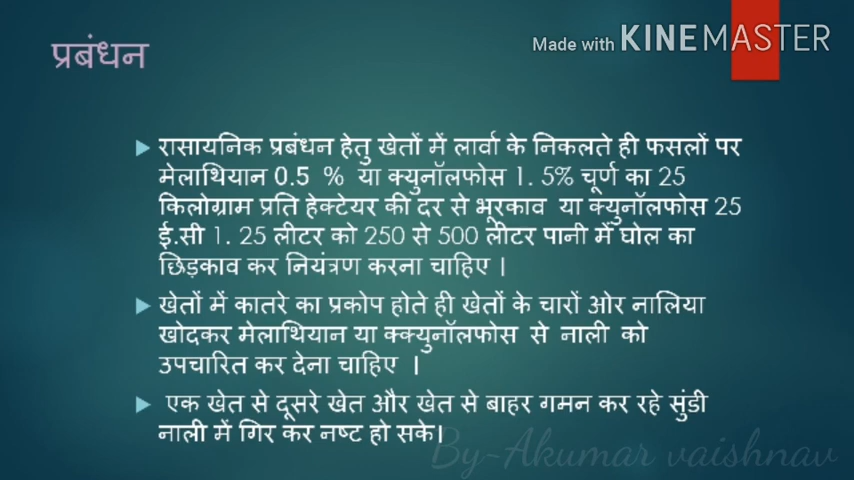 प्रबंधन
Made with KINEMASTER
रासायनिक प्रबंधन हेतु खेतों में लार्वा के निकलते ही फसलों पर
मेलाथियान 0.5 % या क्युनॉलफोस 1. 5% चूर्ण का 25
किलोग्राम प्रति हेक्टेयर की दर से भूरकाव या क्युनॉलफोस 25
ई.सी 1. 25 लीटर को 250 से 500 लीटर पानी में घोल का
छिड़काव कर नियंत्रण करना चाहिए |
खेतों में कातरे का प्रकोप होते ही खेतों के चारों ओर नालिया
खोदकर मेलाथियान या क्क्युनॉलफोस से नाली को
उपचारित कर देना चाहिए |
एक खेत से दूसरे खेत और खेत से बाहर गमन कर रहे सुंडी
नाली में गिर कर नष्ट हो सके।
By-Akumar vaishnav